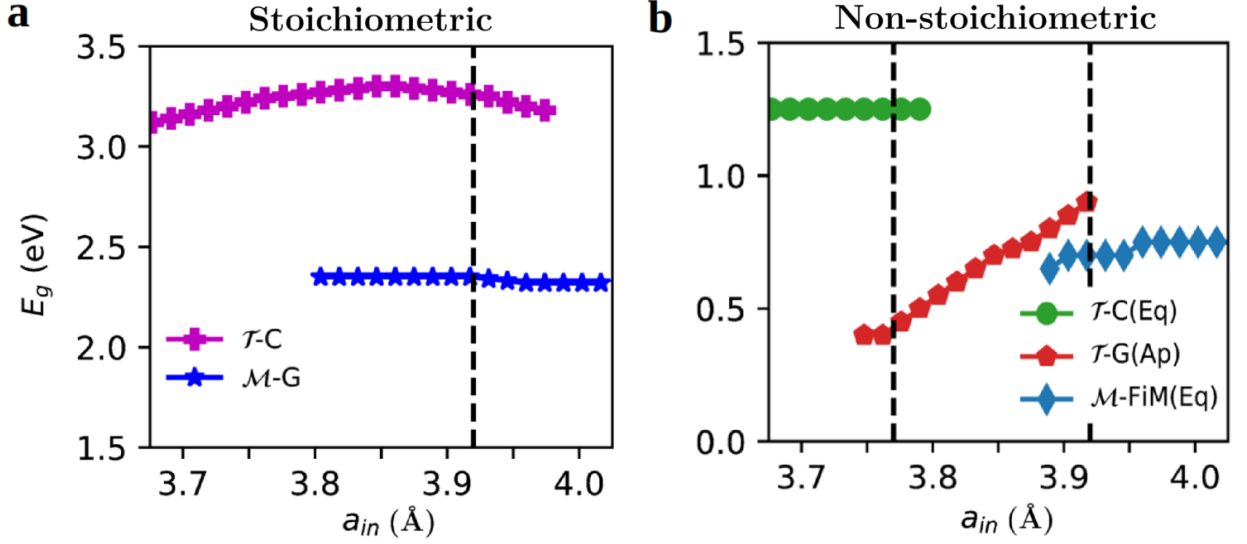 a
Stoichiometric
3.5
3.0
2.5
2.0
1.5
E_g (eV)
𝒯-C
ℳ-G
3.7
3.8
3.9
4.0
a_in (Å)
b
Non-stoichiometric
1.5
1.0
0.5
0.0
𝒯-C(Eq)
𝒯-G(Ap)
ℳ-FiM(Eq)
3.7
3.8
3.9
4.0
a_in (Å)